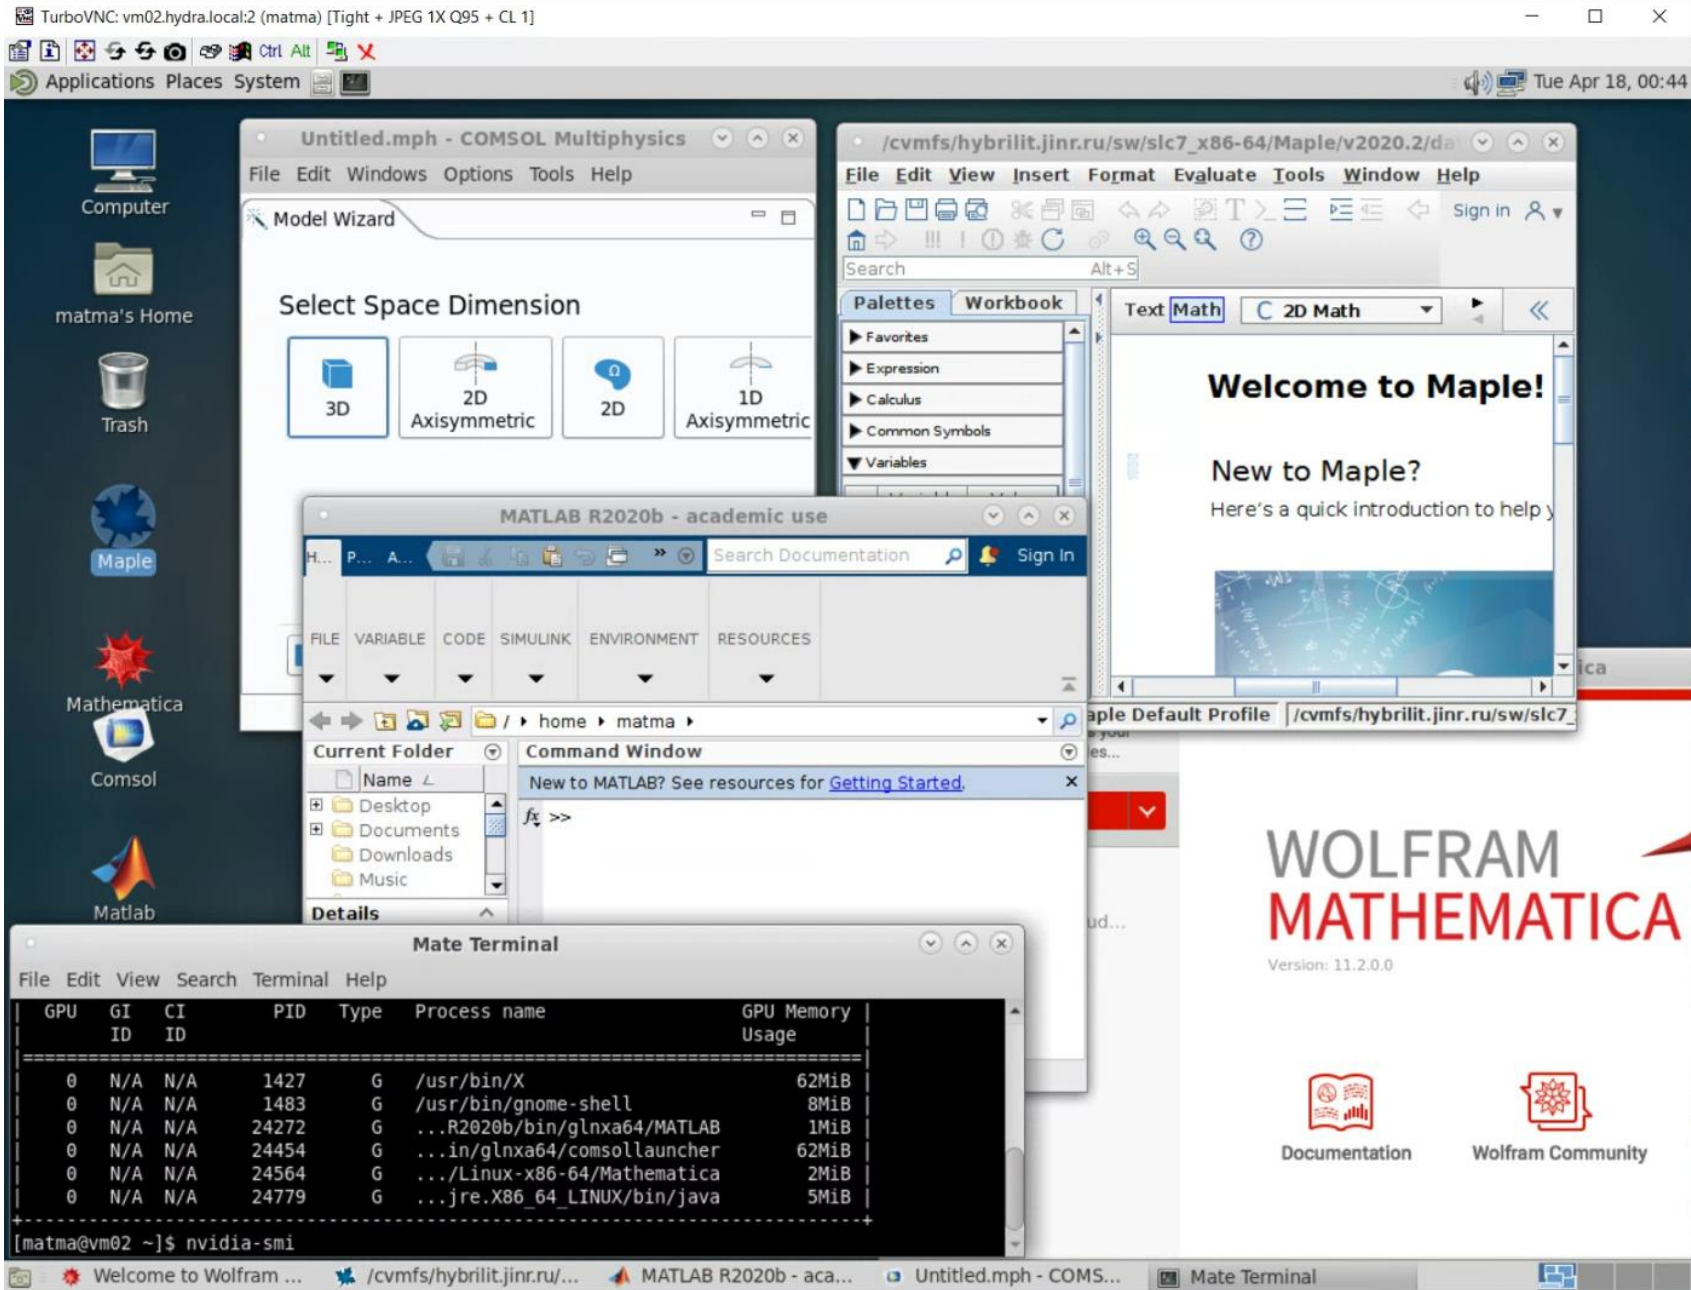 TurboVNC: vm02.hydra.local:2 (matma) [Tight + JPEG 1X Q95 + CL 1]
Ctrl Alt
Applications Places System
Tue Apr 18, 00:44
Computer
matma's Home
Trash
Maple
Mathematica
Comsol
Matlab
Untitled.mph - COMSOL Multiphysics
File Edit Windows Options Tools Help
Model Wizard
Select Space Dimension
3D
2D
Axisymmetric
2D
1D
Axisymmetric
/cvmfs/hybrilit.jinr.ru/sw/slc7_x86-64/Maple/v2020.2/da
File Edit View Insert Format Evaluate Tools Window Help
Sign in
Search Alt+S
Palettes Workbook
Text Math C 2D Math
Favorites
Expression
Calculus
Common Symbols
Variables
Welcome to Maple!
New to Maple?
Here's a quick introduction to help y
aple Default Profile /cvmfs/hybrilit.jinr.ru/sw/slc7_
MATLAB R2020b - academic use
H... P... A... » Search Documentation Sign In
FILE VARIABLE CODE SIMULINK ENVIRONMENT RESOURCES
/ home matma
Current Folder
Name
Desktop
Documents
Downloads
Music
Details
Command Window
New to MATLAB? See resources for Getting Started.
fx >>
ica
es...
ud...
WOLFRAM
MATHEMATICA
Version: 11.2.0.0
Documentation
Wolfram Community
Mate Terminal
File Edit View Search Terminal Help
| GPU GI CI PID Type Process name GPU Memory |
| ID ID Usage |
|=============================================================================|
| 0 N/A N/A 1427 G /usr/bin/X 62MiB |
| 0 N/A N/A 1483 G /usr/bin/gnome-shell 8MiB |
| 0 N/A N/A 24272 G ...R2020b/bin/glnxa64/MATLAB 1MiB |
| 0 N/A N/A 24454 G ...in/glnxa64/comsollauncher 62MiB |
| 0 N/A N/A 24564 G .../Linux-x86-64/Mathematica 2MiB |
| 0 N/A N/A 24779 G ...jre.X86_64_LINUX/bin/java 5MiB |
+-----------------------------------------------------------------------------+
[matma@vm02 ~]$ nvidia-smi
Welcome to Wolfram ...
/cvmfs/hybrilit.jinr.ru/...
MATLAB R2020b - aca...
Untitled.mph - COMS...
Mate Terminal